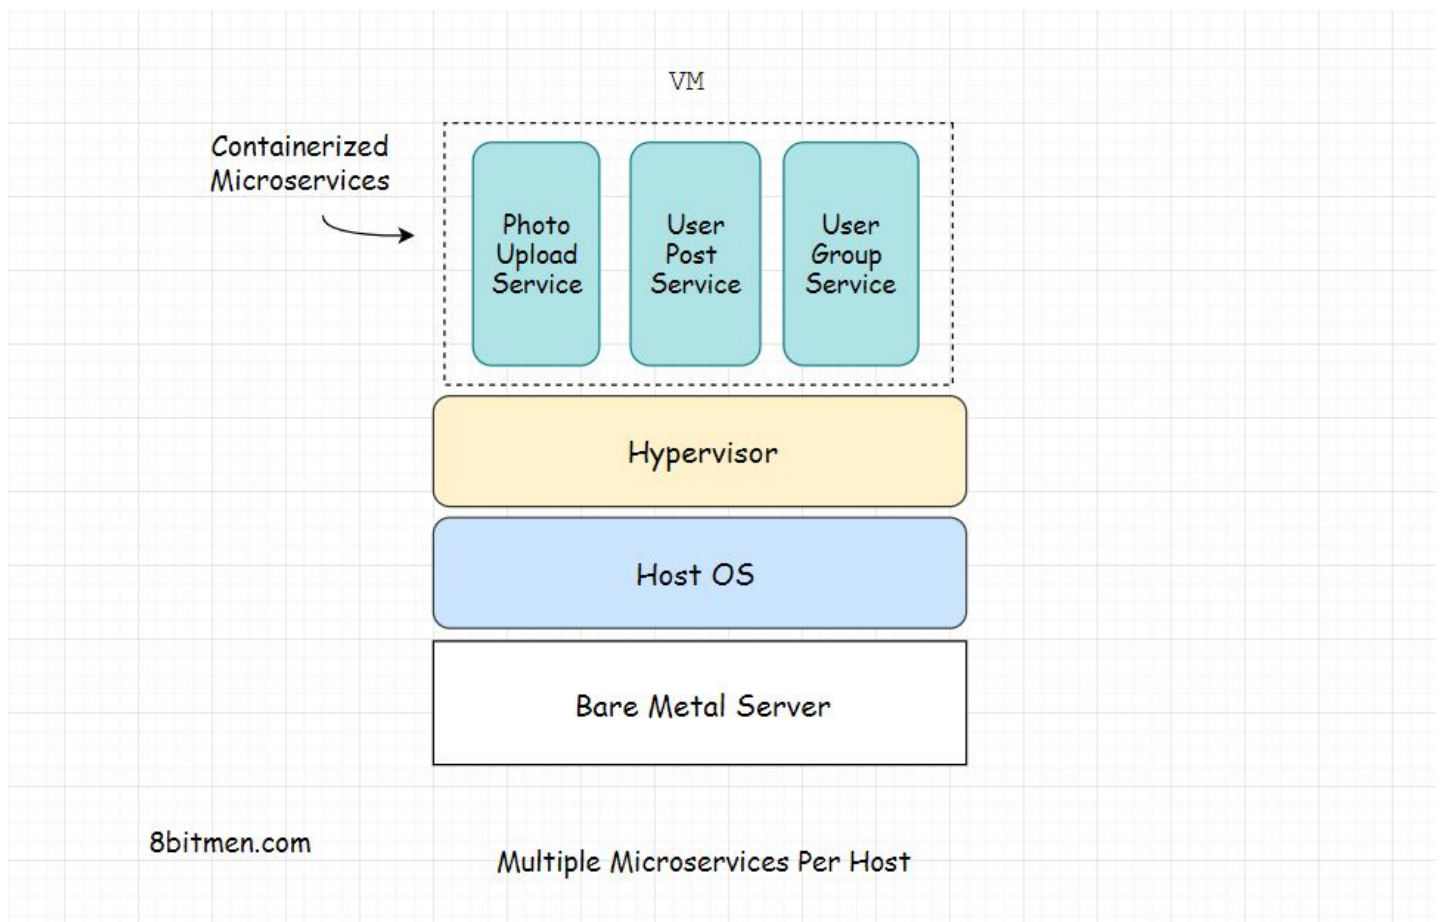 VM
Containerized
Microservices
Photo
Upload
Service
User
Post
Service
User
Group
Service
Hypervisor
Host OS
Bare Metal Server
8bitmen.com
Multiple Microservices Per Host